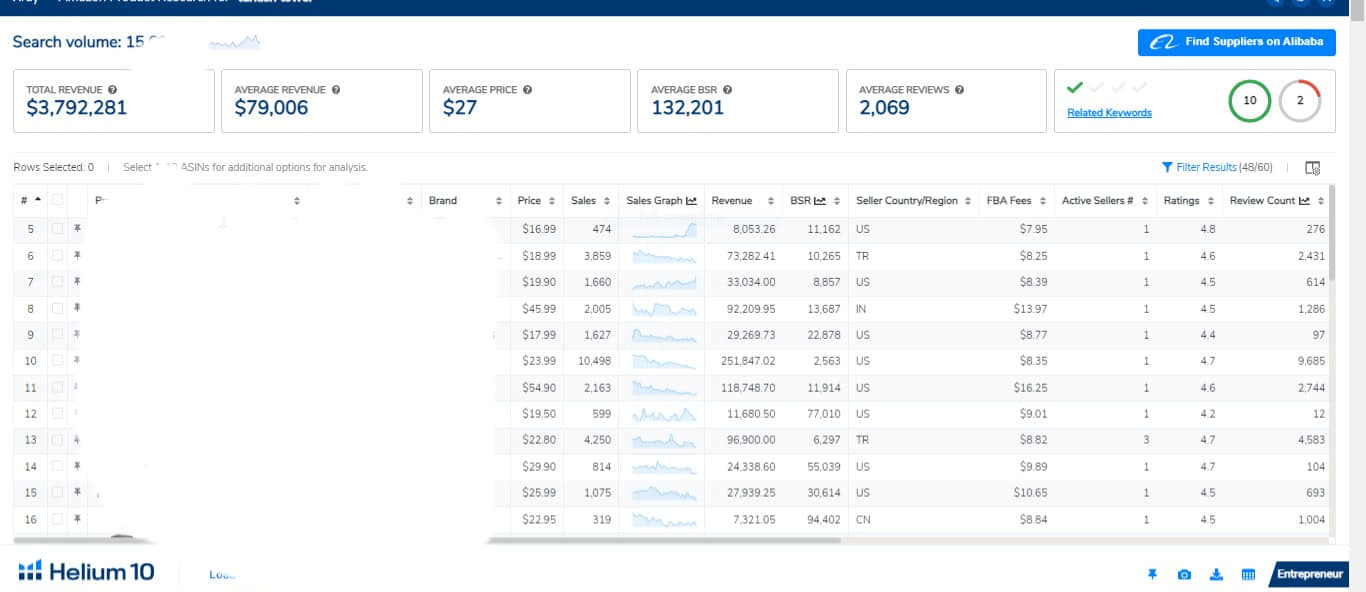 Search volume: 15
Find Suppliers on Alibaba
TOTAL REVENUE
$3,792,281
AVERAGE REVENUE
$79,006
AVERAGE PRICE
$27
AVERAGE BSR
132,201
AVERAGE REVIEWS
2,069
Related Keywords
10
2
Rows Selected: 0 | Select ASINs for additional options for analysis.
Filter Results (48/60)
# Brand Price Sales Sales Graph Revenue BSR Seller Country/Region FBA Fees Active Sellers # Ratings Review Count
5 $16.99 474 8,053.26 11,162 US $7.95 1 4.8 276
6 $18.99 3,859 73,282.41 10,265 TR $8.25 1 4.6 2,431
7 $19.90 1,660 33,034.00 8,857 US $8.39 1 4.5 614
8 $45.99 2,005 92,209.95 13,687 IN $13.97 1 4.5 1,286
9 $17.99 1,627 29,269.73 22,878 US $8.77 1 4.4 97
10 $23.99 10,498 251,847.02 2,563 US $8.35 1 4.7 9,685
11 $54.90 2,163 118,748.70 11,914 US $16.25 1 4.6 2,744
12 $19.50 599 11,680.50 77,010 US $9.01 1 4.2 12
13 $22.80 4,250 96,900.00 6,297 TR $8.82 3 4.7 4,583
14 $29.90 814 24,338.60 55,039 US $9.89 1 4.7 104
15 $25.99 1,075 27,939.25 30,614 US $10.65 1 4.5 693
16 $22.95 319 7,321.05 94,402 CN $8.84 1 4.5 1,004
Helium 10
Entrepreneur